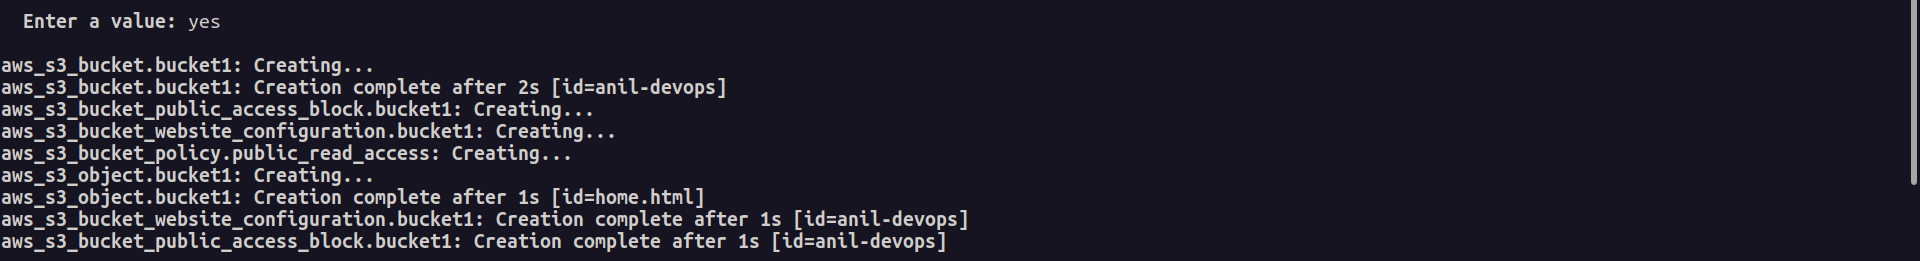 Enter a value: yes
aws_s3_bucket.bucket1: Creating...
aws_s3_bucket.bucket1: Creation complete after 2s [id=anil-devops]
aws_s3_bucket_public_access_block.bucket1: Creating...
aws_s3_bucket_website_configuration.bucket1: Creating...
aws_s3_bucket_policy.public_read_access: Creating...
aws_s3_object.bucket1: Creating...
aws_s3_object.bucket1: Creation complete after 1s [id=home.html]
aws_s3_bucket_website_configuration.bucket1: Creation complete after 1s [id=anil-devops]
aws_s3_bucket_public_access_block.bucket1: Creation complete after 1s [id=anil-devops]